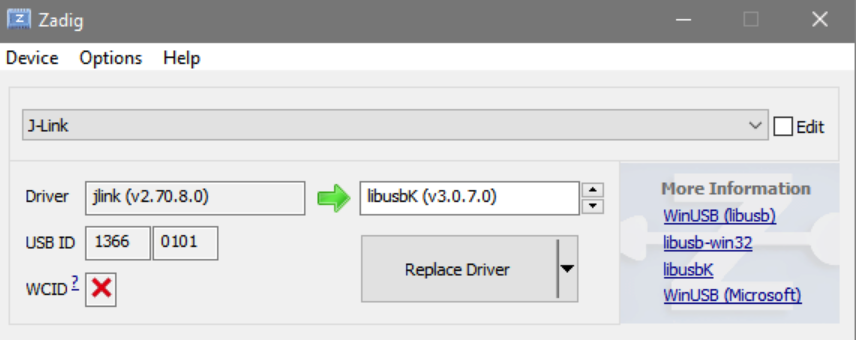 Zadig
Device Options Help
J-Link Edit
Driver jlink (v2.70.8.0) libusbK (v3.0.7.0)
USB ID 1366 0101
WCID ?
Replace Driver
More Information
WinUSB (libusb)
libusb-win32
libusbK
WinUSB (Microsoft)